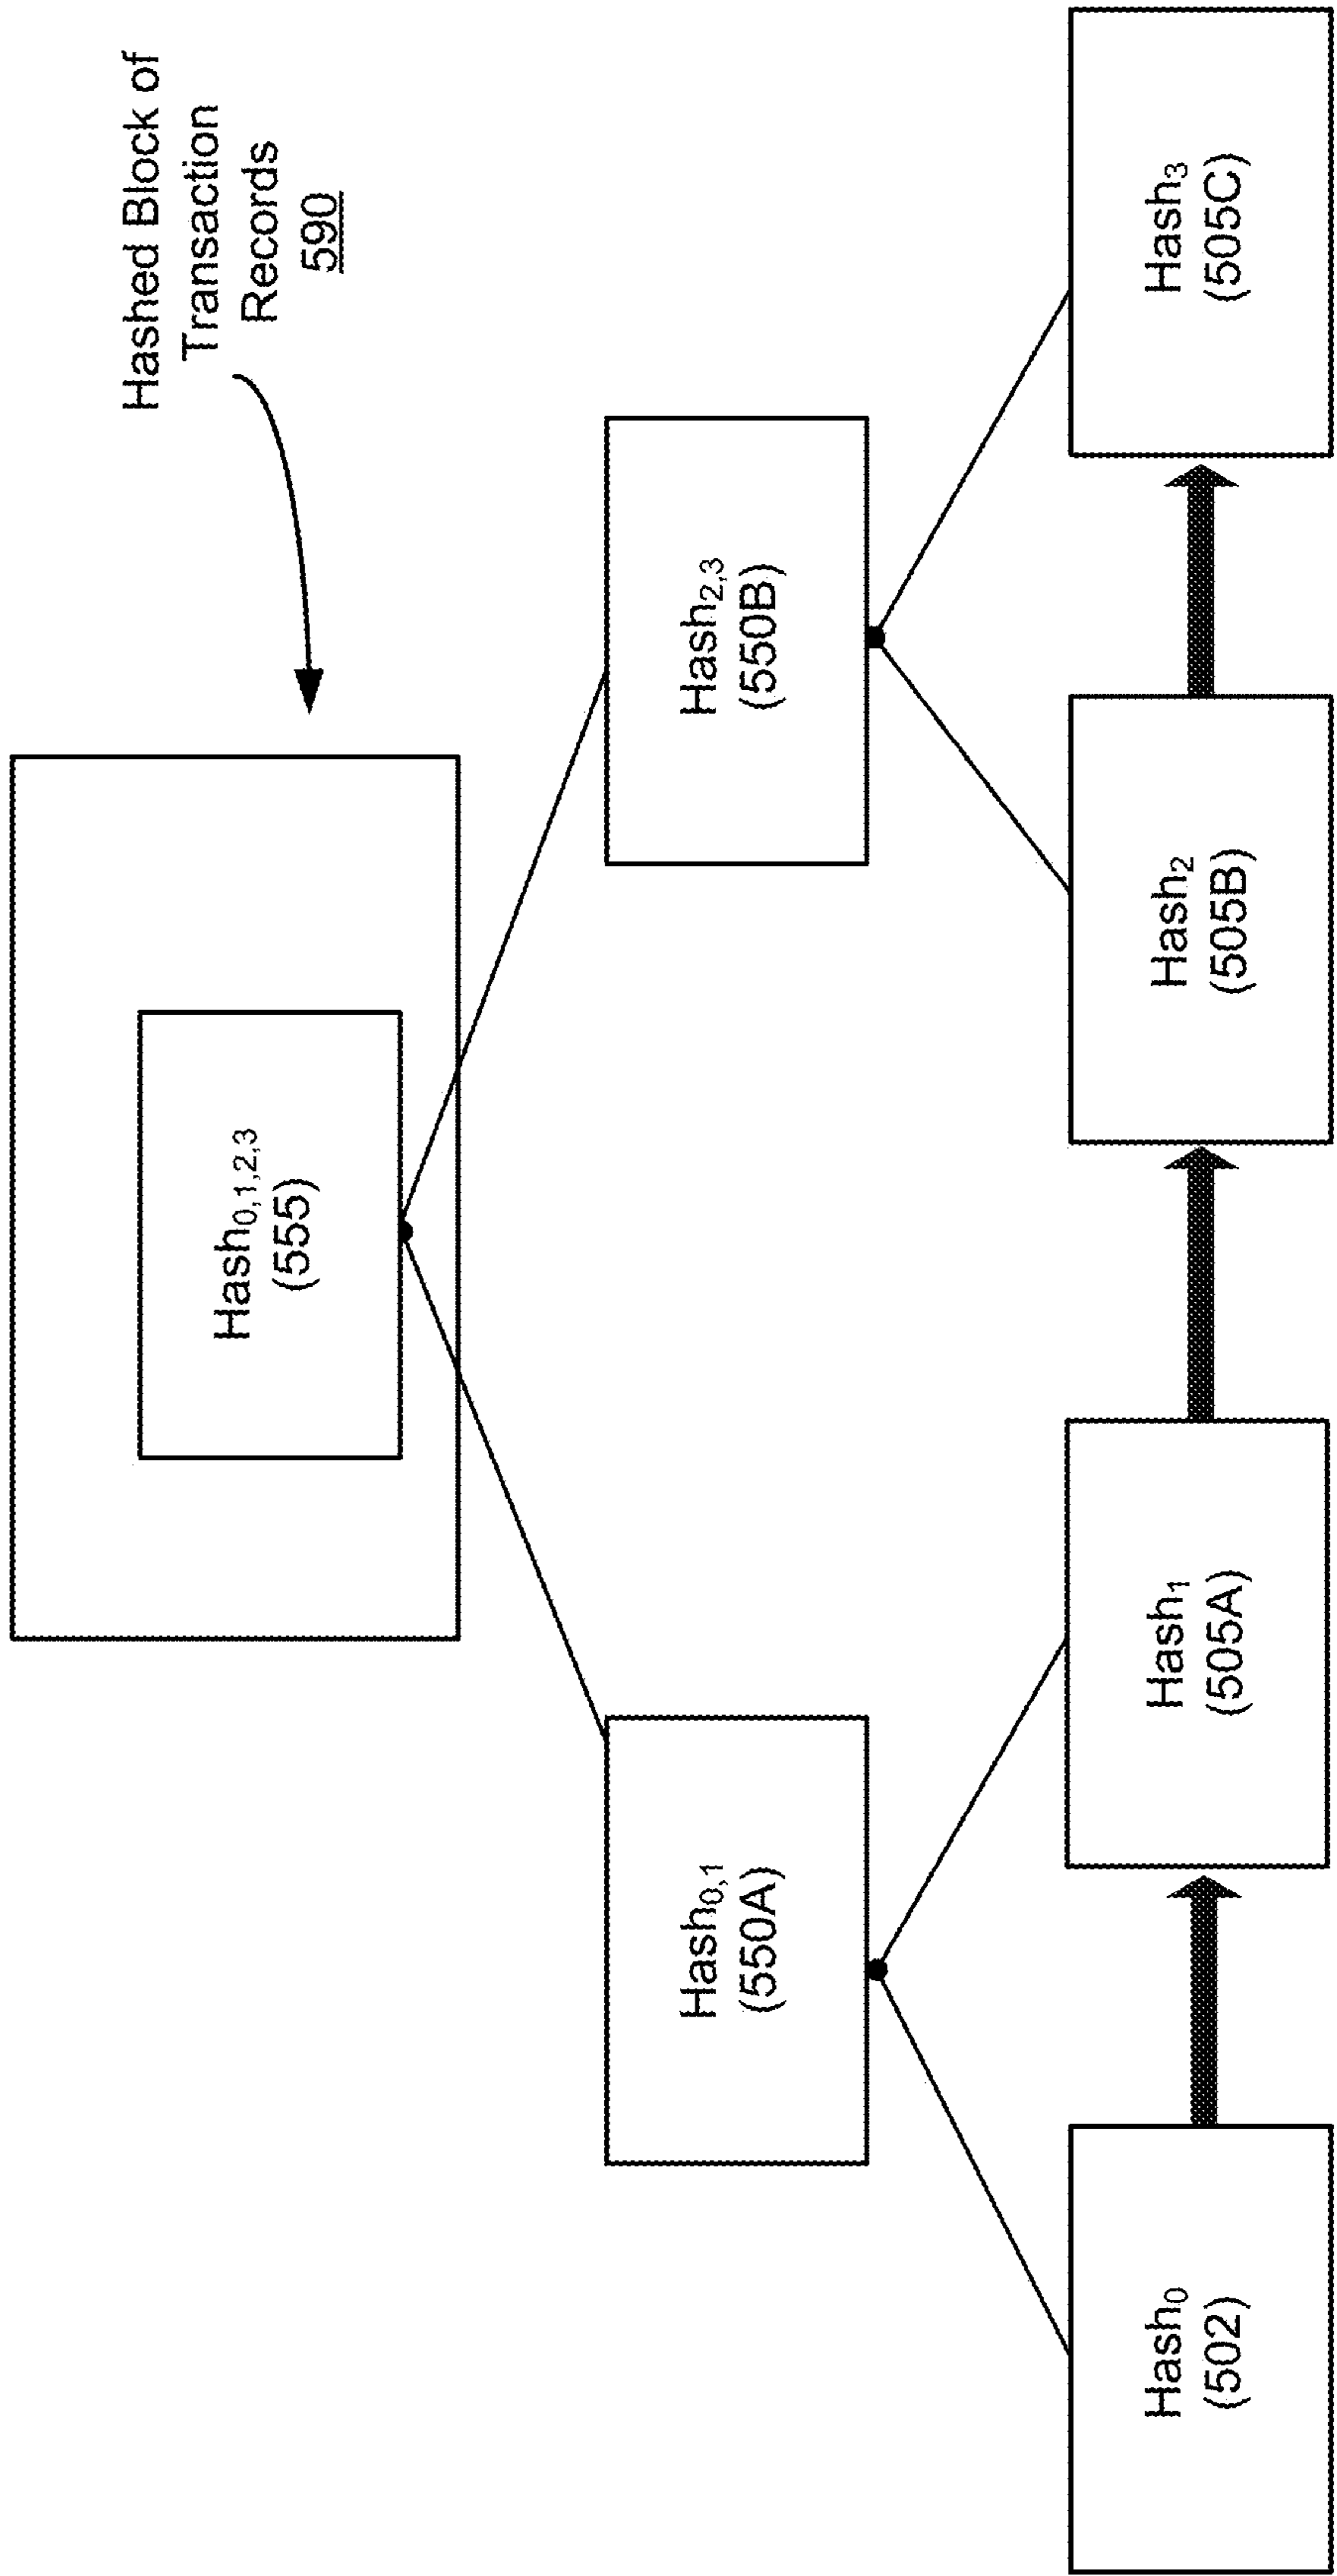 Hashed Block of
Transaction
Records
590
Hash0,1,2,3
(555)
Hash0,1
(550A)
Hash2,3
(550B)
Hash0
(502)
Hash1
(505A)
Hash2
(505B)
Hash3
(505C)